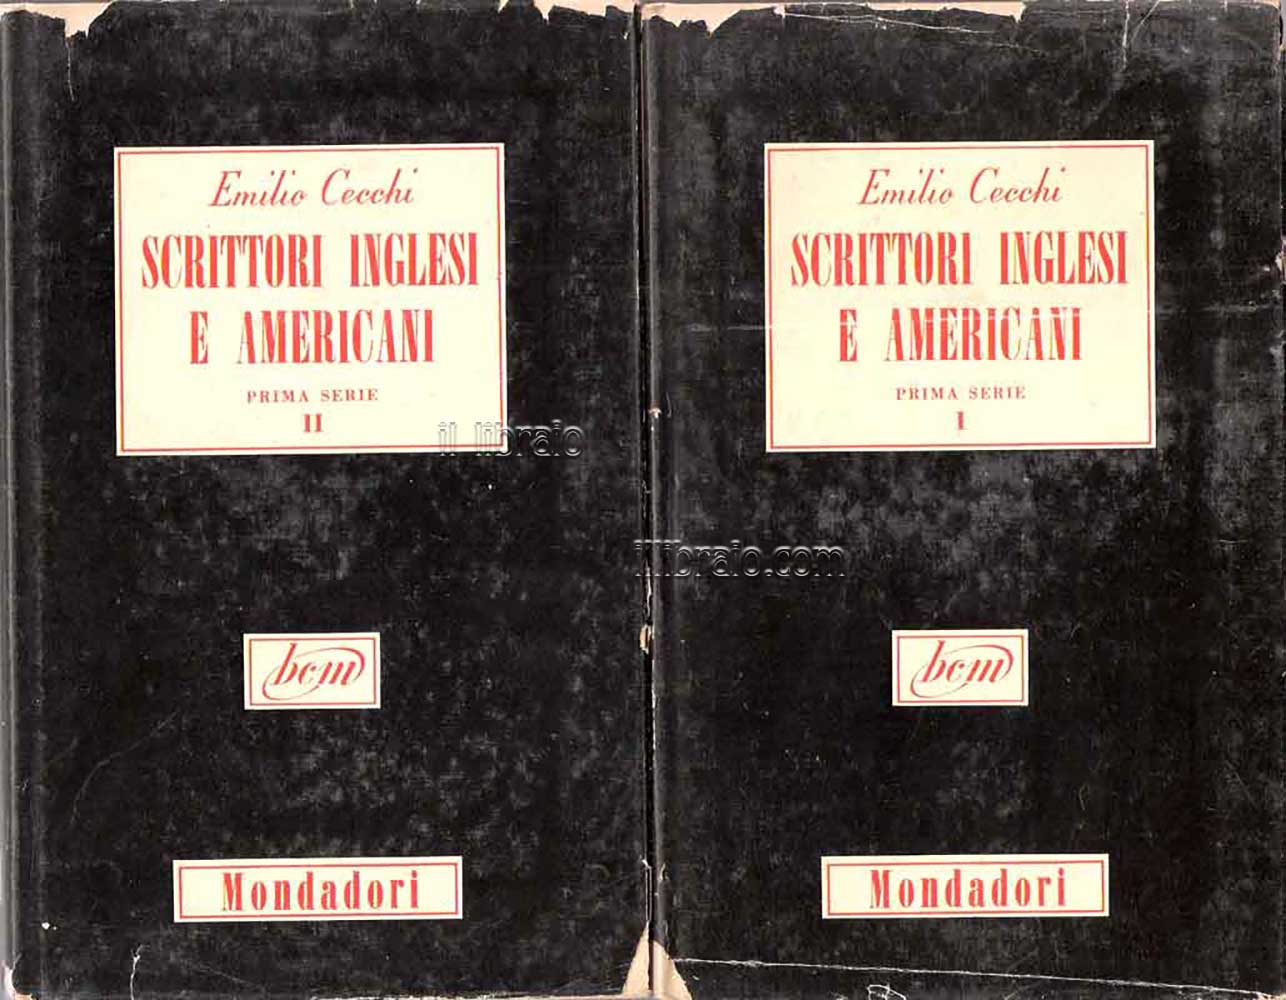 Emilio Cecchi
SCRITTORI INGLESI
E AMERICANI
PRIMA SERIE
II
bcm
Mondadori
Emilio Cecchi
SCRITTORI INGLESI
E AMERICANI
PRIMA SERIE
I
bcm
Mondadori
il libraio
illibraio.com